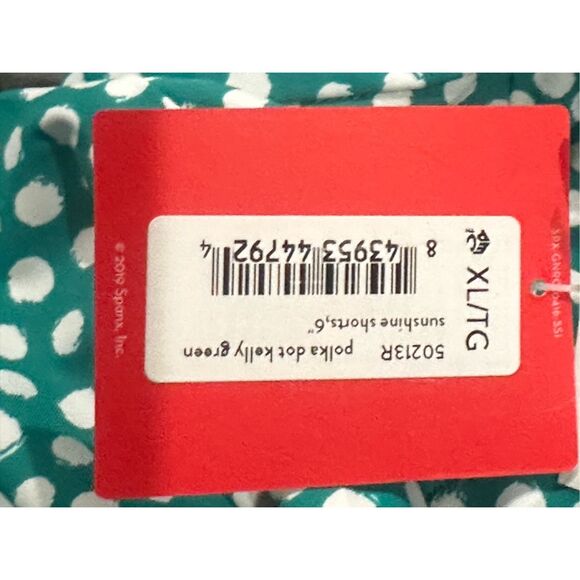 50213R polka dot kelly green
sunshine shorts,6"
8 43953 44792 4
XL/TG
© 2019 Spanx, Inc.